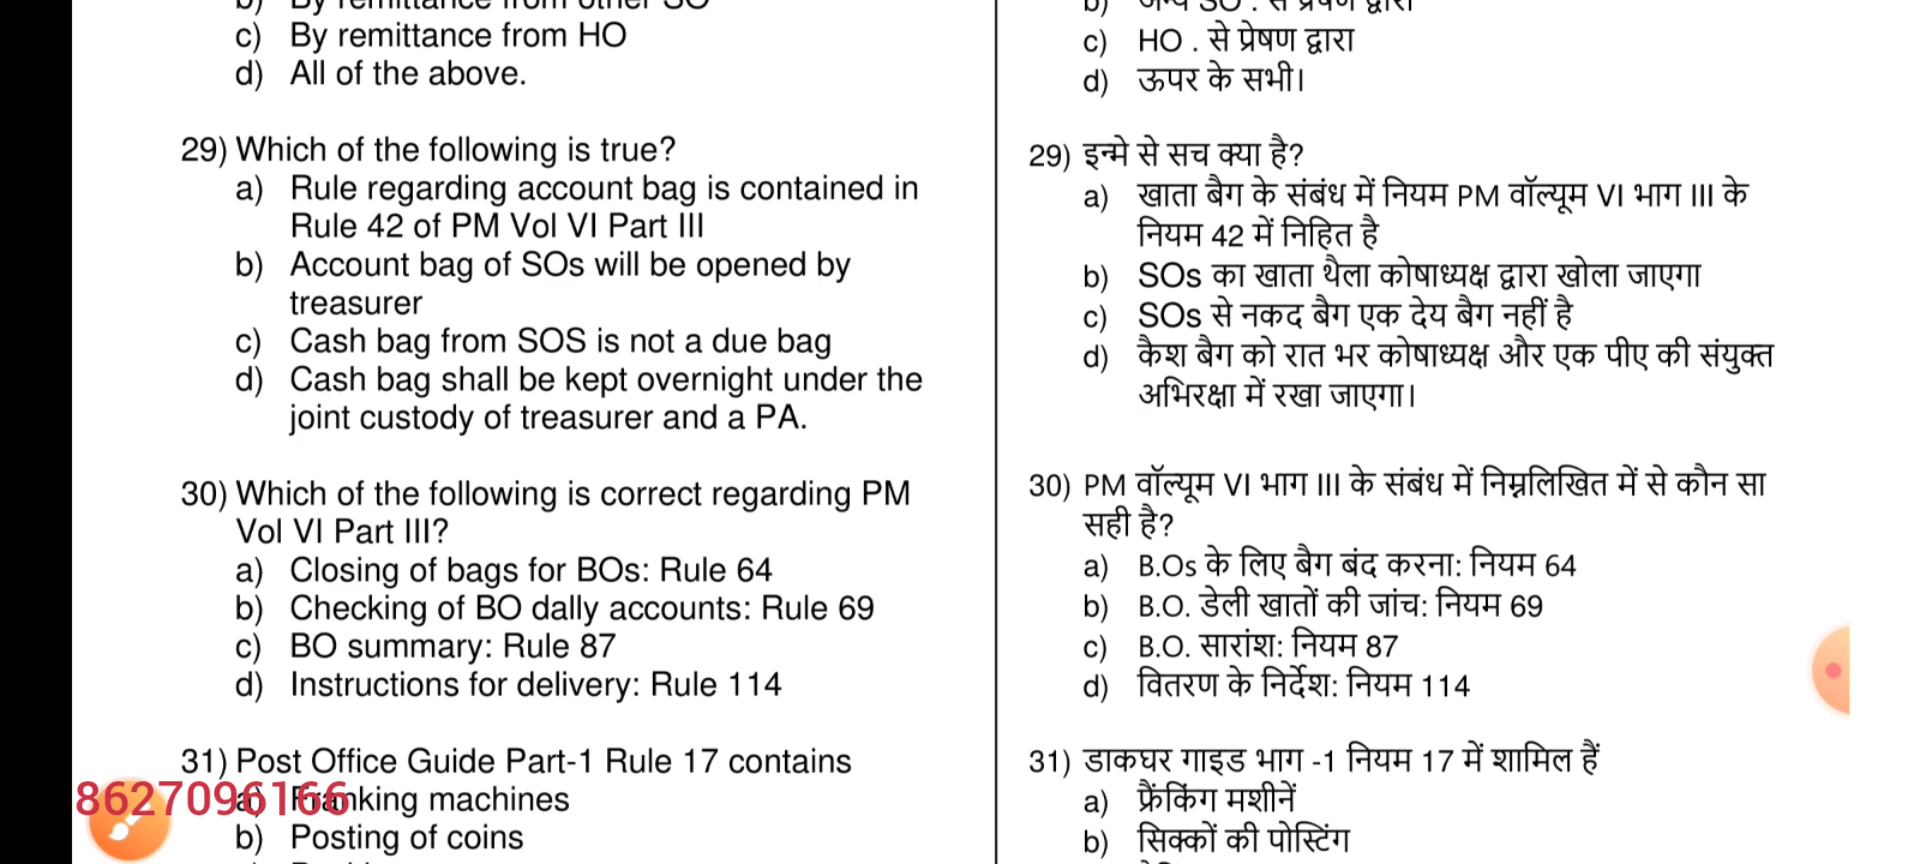 c) By remittance from HO
d) All of the above.
29) Which of the following is true?
a) Rule regarding account bag is contained in
Rule 42 of PM Vol VI Part III
b) Account bag of SOs will be opened by
treasurer
c) Cash bag from SOS is not a due bag
d) Cash bag shall be kept overnight under the
joint custody of treasurer and a PA.
30) Which of the following is correct regarding PM
Vol VI Part III?
a) Closing of bags for BOs: Rule 64
b) Checking of BO dally accounts: Rule 69
c) BO summary: Rule 87
d) Instructions for delivery: Rule 114
31) Post Office Guide Part-1 Rule 17 contains
8627096166
machines
b) Posting of coins
c) HO . से प्रेषण द्वारा
d) ऊपर के सभी।
29) इन्मे से सच क्या है?
a) खाता बैग के संबंध में नियम PM वॉल्यूम VI भाग III के
नियम 42 में निहित है
b) SOs का खाता थैला कोषाध्यक्ष द्वारा खोला जाएगा
c) SOs से नकद बैग एक देय बैग नहीं है
d) कैश बैग को रात भर कोषाध्यक्ष और एक पीए की संयुक्त
अभिरक्षा में रखा जाएगा।
30) PM वॉल्यूम VI भाग III के संबंध में निम्नलिखित में से कौन सा
सही है?
a) B.Os के लिए बैग बंद करना: नियम 64
b) B.O. डेली खातों की जांच: नियम 69
c) B.O. सारांश: नियम 87
d) वितरण के निर्देश: नियम 114
31) डाकघर गाइड भाग -1 नियम 17 में शामिल हैं
a) फ्रैंकिंग मशीनें
b) सिक्कों की पोस्टिंग